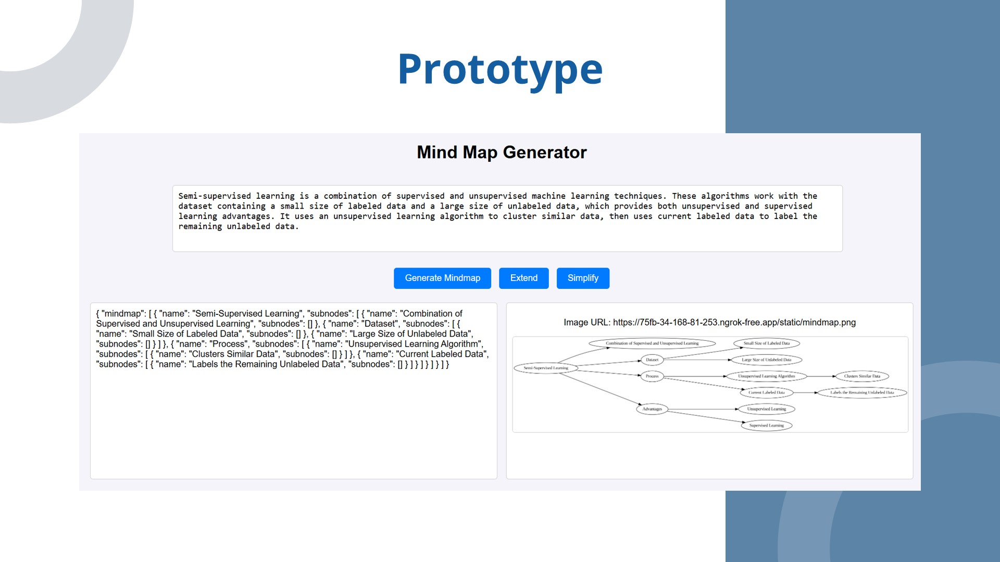 Prototype
Mind Map Generator
Semi-supervised learning is a combination of supervised and unsupervised machine learning techniques. These algorithms work with the
dataset containing a small size of labeled data and a large size of unlabeled data, which provides both unsupervised and supervised
learning advantages. It uses an unsupervised learning algorithm to cluster similar data, then uses current labeled data to label the
remaining unlabeled data.
Generate Mindmap
Extend
Simplify
{ "mindmap": [ { "name": "Semi-Supervised Learning", "subnodes": [ { "name": "Combination of
Supervised and Unsupervised Learning", "subnodes": [] }, { "name": "Dataset", "subnodes": [ {
"name": "Small Size of Labeled Data", "subnodes": [] }, { "name": "Large Size of Unlabeled Data",
"subnodes": [] } ] }, { "name": "Process", "subnodes": [ { "name": "Unsupervised Learning Algorithm",
"subnodes": [ { "name": "Clusters Similar Data", "subnodes": [] } ] }, { "name": "Current Labeled Data",
"subnodes": [ { "name": "Labels the Remaining Unlabeled Data", "subnodes": [] } ] } ] } ] } ] }
Image URL: https://75fb-34-168-81-253.ngrok-free.app/static/mindmap.png
Semi-Supervised Learning
Combination of Supervised and Unsupervised Learning
Dataset
Small Size of Labeled Data
Large Size of Unlabeled Data
Process
Unsupervised Learning Algorithm
Clusters Similar Data
Current Labeled Data
Labels the Remaining Unlabeled Data
Advantages
Unsupervised Learning
Supervised Learning